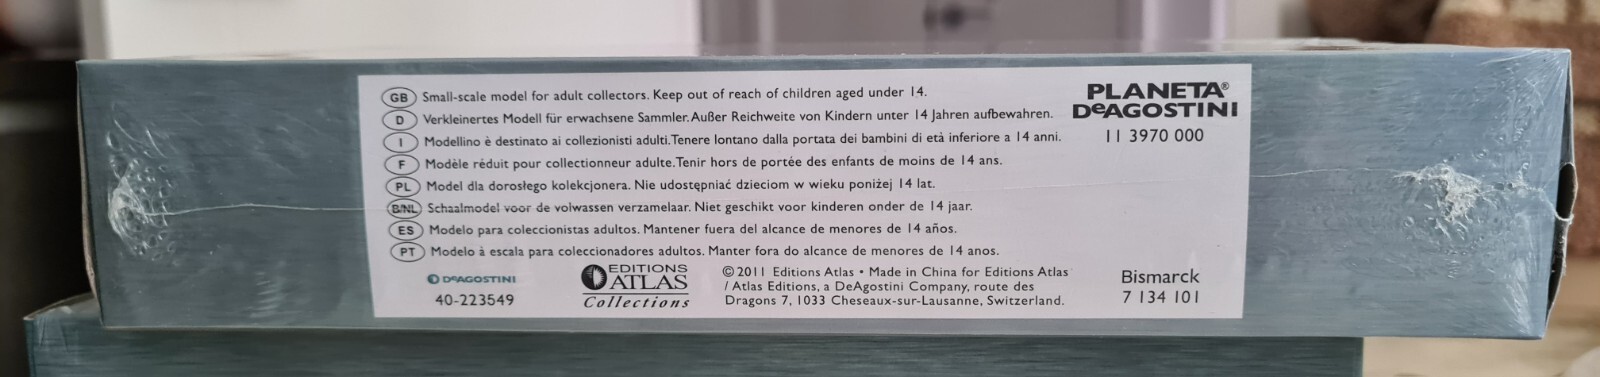 GB Small-scale model for adult collectors. Keep out of reach of children aged under 14.
D Verkleinertes Modell für erwachsene Sammler. Außer Reichweite von Kindern unter 14 Jahren aufbewahren.
I Modellino è destinato ai collezionisti adulti. Tenere lontano dalla portata dei bambini di età inferiore a 14 anni.
F Modèle réduit pour collectionneur adulte. Tenir hors de portée des enfants de moins de 14 ans.
PL Model dla dorosłego kolekcjonera. Nie udostępniać dzieciom w wieku poniżej 14 lat.
B/NL Schaalmodel voor de volwassen verzamelaar. Niet geschikt voor kinderen onder de 14 jaar.
ES Modelo para coleccionistas adultos. Mantener fuera del alcance de menores de 14 años.
PT Modelo à escala para coleccionadores adultos. Manter fora do alcance de menores de 14 anos.
PLANETA®
DEAGOSTINI
11 3970 000
DEAGOSTINI
40-223549
EDITIONS
ATLAS
Collections
©2011 Editions Atlas • Made in China for Editions Atlas
/ Atlas Editions, a DeAgostini Company, route des
Dragons 7, 1033 Cheseaux-sur-Lausanne, Switzerland.
Bismarck
7 134 101